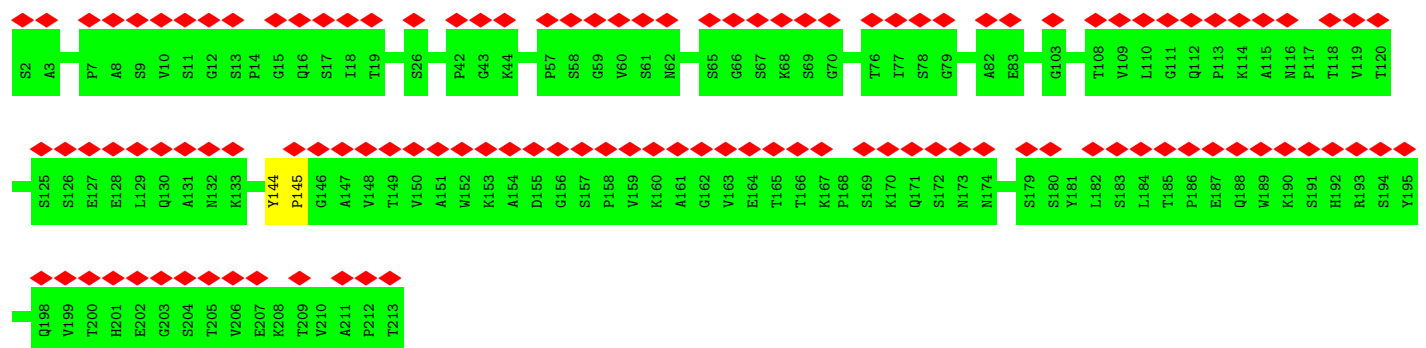 S2 A3 P7 A8 S9 V10 S11 G12 S13 P14 G15 Q16 S17 I18 T19 S26 P42 G43 K44 P57 S58 G59 V60 S61 N62 S65 G66 S67 K68 S69 G70 T76 I77 S78 G79 A82 E83 G103 T108 V109 L110 G111 Q112 P113 K114 A115 N116 P117 T118 V119 T120
S125 S126 E127 E128 L129 Q130 A131 N132 K133 Y144 P145 G146 A147 V148 T149 V150 A151 W152 K153 A154 D155 G156 S157 P158 V159 K160 A161 G162 V163 E164 T165 T166 K167 P168 S169 K170 Q171 S172 N173 N174 S179 S180 Y181 L182 S183 L184 T185 P186 E187 Q188 W189 K190 S191 H192 R193 S194 Y195
Q198 V199 T200 H201 E202 G203 S204 T205 V206 E207 K208 T209 V210 A211 P212 T213